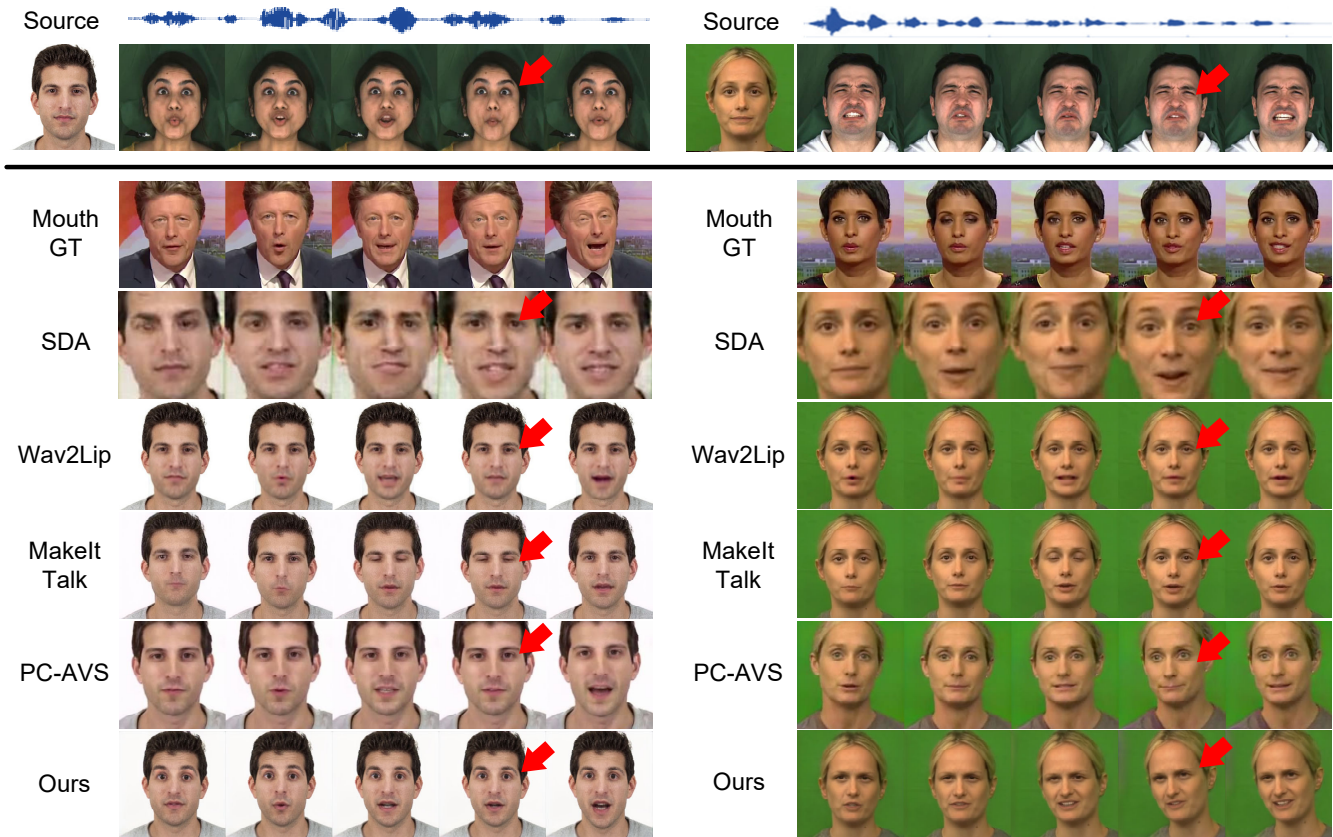 Source
Source
Mouth
GT
Mouth
GT
SDA
SDA
Wav2Lip
Wav2Lip
MakeIt
Talk
MakeIt
Talk
PC-AVS
PC-AVS
Ours
Ours